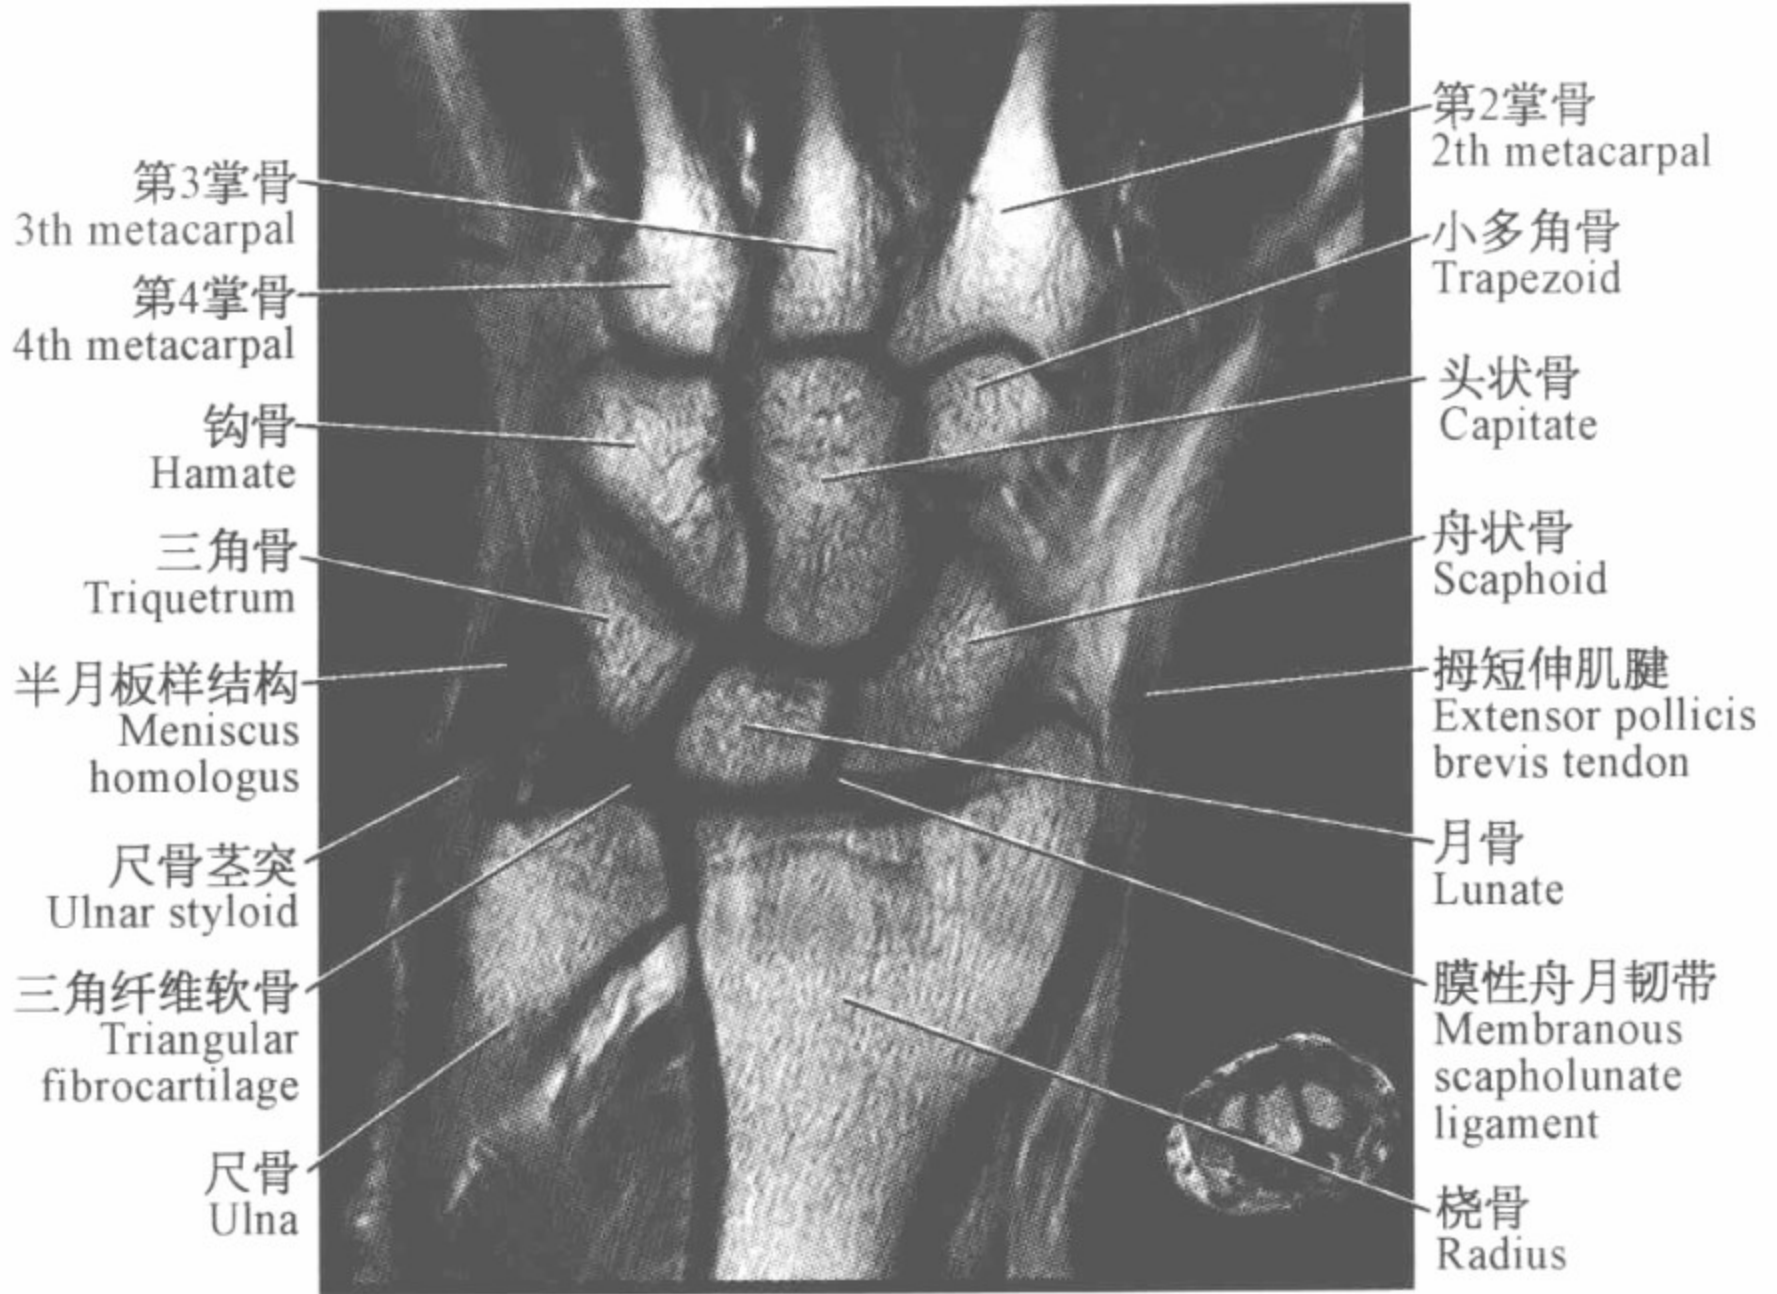 第3掌骨
3th metacarpal
第4掌骨
4th metacarpal
钩骨
Hamate
三角骨
Triquetrum
半月板样结构
Meniscus
homologus
尺骨茎突
Ulnar styloid
三角纤维软骨
Triangular
fibrocartilage
尺骨
Ulna
第2掌骨
2th metacarpal
小多角骨
Trapezoid
头状骨
Capitate
舟状骨
Scaphoid
拇短伸肌腱
Extensor pollicis
brevis tendon
月骨
Lunate
膜性舟月韧带
Membranous
scapholunate
ligament
桡骨
Radius